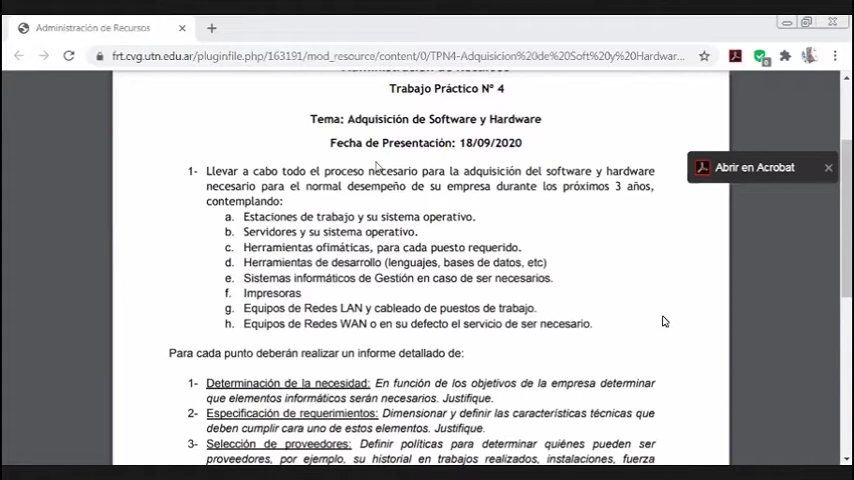 Administración de Recursos
frt.cvg.utn.edu.ar/pluginfile.php/163191/mod_resource/content/0/TPN4-Adquisicion%20de%20Soft%20y%20Hardwar...
Administración de Recursos
Trabajo Práctico Nº 4
Tema: Adquisición de Software y Hardware
Fecha de Presentación: 18/09/2020
Abrir en Acrobat
1- Llevar a cabo todo el proceso necesario para la adquisición del software y hardware
necesario para el normal desempeño de su empresa durante los próximos 3 años,
contemplando:
a. Estaciones de trabajo y su sistema operativo.
b. Servidores y su sistema operativo.
c. Herramientas ofimáticas, para cada puesto requerido.
d. Herramientas de desarrollo (lenguajes, bases de datos, etc)
e. Sistemas informáticos de Gestión en caso de ser necesarios.
f. Impresoras
g. Equipos de Redes LAN y cableado de puestos de trabajo.
h. Equipos de Redes WAN o en su defecto el servicio de ser necesario.
Para cada punto deberán realizar un informe detallado de:
1- Determinación de la necesidad: En función de los objetivos de la empresa determinar
que elementos informáticos serán necesarios. Justifique.
2- Especificación de requerimientos: Dimensionar y definir las características técnicas que
deben cumplir cara uno de estos elementos. Justifique.
3- Selección de proveedores: Definir políticas para determinar quiénes pueden ser
proveedores, por ejemplo, su historial en trabajos realizados, instalaciones, fuerza